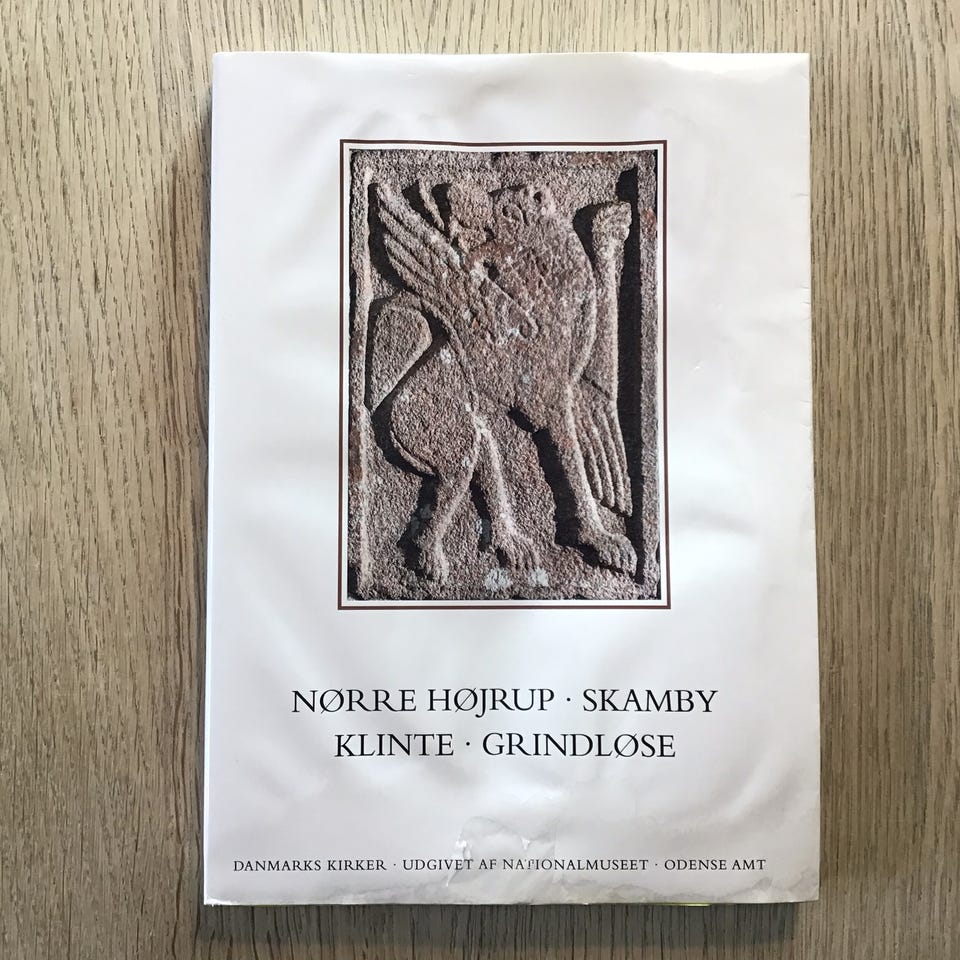 NØRRE HØJRUP · SKAMBY
KLINTE · GRINDLØSE
DANMARKS KIRKER · UDGIVET AF NATIONALMUSEET · ODENSE AMT